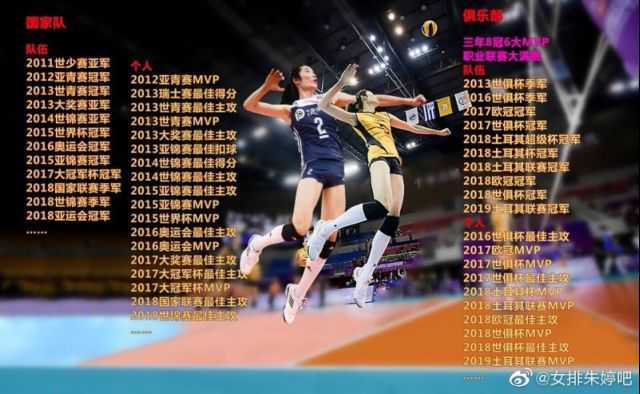 国家队
队伍
2011世少赛亚军
2012亚青赛冠军
2013世青赛冠军
2013大奖赛亚军
2014世锦赛亚军
2015世界杯冠军
2016奥运会冠军
2015亚锦赛冠军
2017大冠军杯冠军
2018国家联赛季军
2018世锦赛季军
2018亚运会冠军
……
个人
2012亚青赛MVP
2013瑞士赛最佳得分
2013世青赛最佳主攻
2013世青赛MVP
2013大奖赛最佳主攻
2013亚锦赛最佳扣球
2014世锦赛最佳得分
2014世锦赛最佳主攻
2015亚锦赛最佳主攻
2015亚锦赛MVP
2015世界杯MVP
2016奥运会最佳主攻
2016奥运会MVP
2017大奖赛最佳主攻
2017大冠军杯最佳主攻
2017大冠军杯MVP
2018国家联赛最佳主攻
2018世锦赛最佳主攻
……
俱乐部
三年8冠6大MVP
职业联赛大满贯
队伍
2013世俱杯季军
2016世俱杯季军
2017欧冠冠军
2017世俱杯冠军
2018土耳其超级杯冠军
2018土耳其杯冠军
2018土耳其联赛冠军
2018欧冠冠军
2018世俱杯冠军
2019土耳其联赛冠军
个人
2016世俱杯最佳主攻
2017欧冠MVP
2017世俱杯MVP
2017世俱杯最佳主攻
2018土耳其杯MVP
2018土耳其联赛MVP
2018欧冠最佳主攻
2018世俱杯MVP
2018世俱杯最佳主攻
2019土耳其联赛MVP
……
2
@女排朱婷吧